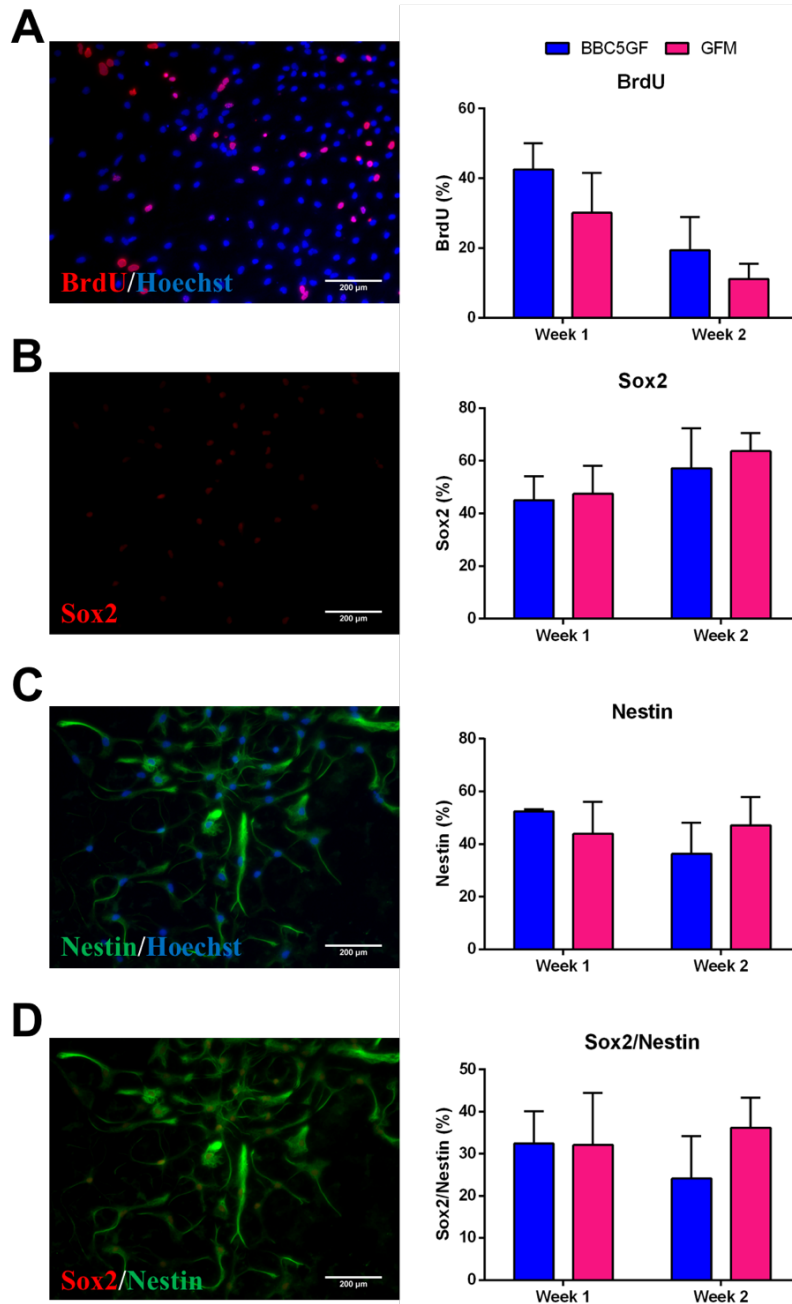 A
BrdU/Hoechst
200 µm
BBC5GF GFM
BrdU
BrdU (%)
60
40
20
0
Week 1 Week 2
B
Sox2
200 µm
Sox2
Sox2 (%)
80
60
40
20
0
Week 1 Week 2
C
Nestin/Hoechst
200 µm
Nestin
Nestin (%)
80
60
40
20
0
Week 1 Week 2
D
Sox2/Nestin
200 µm
Sox2/Nestin
Sox2/Nestin (%)
50
40
30
20
10
0
Week 1 Week 2